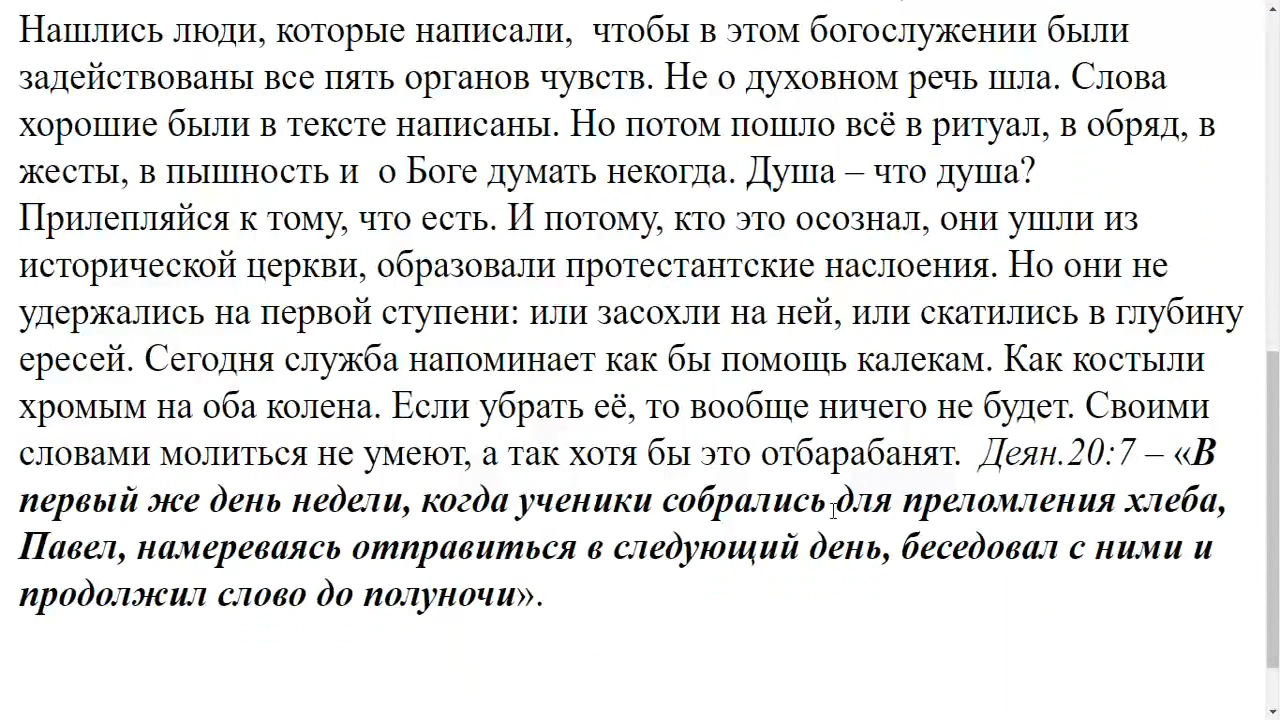 Нашлись люди, которые написали,  чтобы в этом богослужении были
задействованы все пять органов чувств. Не о духовном речь шла. Слова
хорошие были в тексте написаны. Но потом пошло всё в ритуал, в обряд, в
жесты, в пышность и  о Боге думать некогда. Душа – что душа?
Прилепляйся к тому, что есть. И потому, кто это осознал, они ушли из
исторической церкви, образовали протестантские наслоения. Но они не
удержались на первой ступени: или засохли на ней, или скатились в глубину
ересей. Сегодня служба напоминает как бы помощь калекам. Как костыли
хромым на оба колена. Если убрать её, то вообще ничего не будет. Своими
словами молиться не умеют, а так хотя бы это отбарабанят.  Деян.20:7 – «В
первый же день недели, когда ученики собрались для преломления хлеба,
Павел, намереваясь отправиться в следующий день, беседовал с ними и
продолжил слово до полуночи».